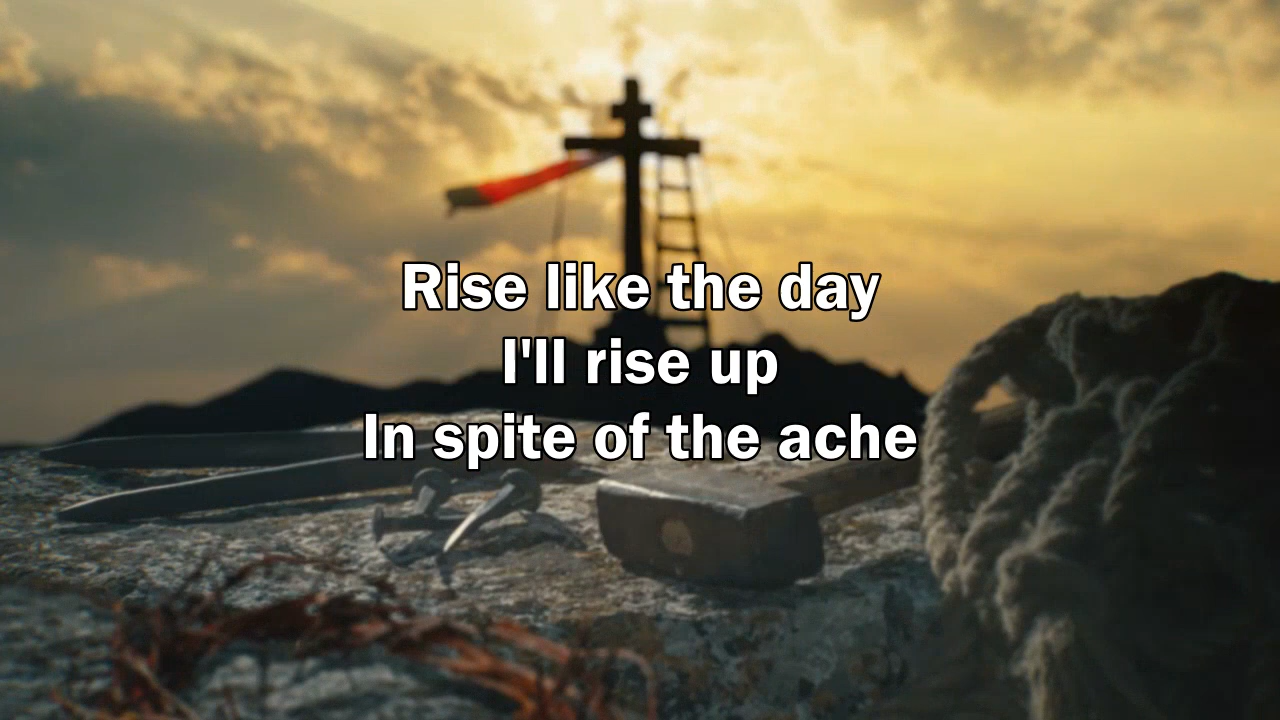 Rise like the day
I'll rise up
In spite of the ache